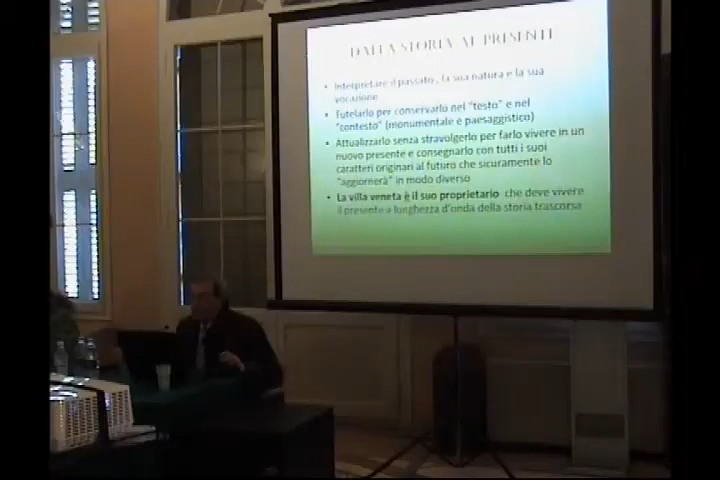 DALLA STORIA AL PRESENTE
• Interpretare il passato, la sua natura e la sua
vocazione
• Tutelarlo per conservarlo nel "testo" e nel
"contesto" (monumentale e paesaggistico)
• Attualizzarlo senza stravolgerlo per farlo vivere in un
nuovo presente e consegnarlo con tutti i suoi
caratteri originari al futuro che sicuramente lo
"aggiornerà" in modo diverso
• La villa veneta è il suo proprietario che deve vivere
il presente a lunghezza d'onda della storia trascorsa